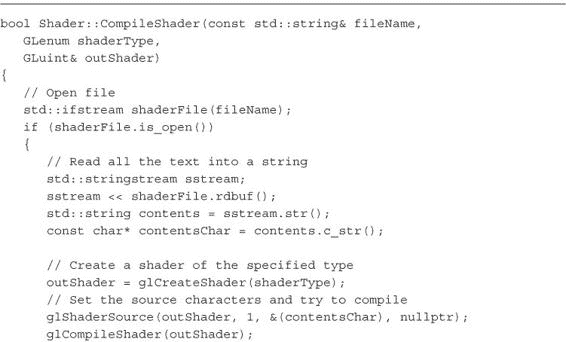 bool Shader::CompileShader(const std::string& fileName,
   GLenum shaderType,
   GLuint& outShader)
{
   // Open file
   std::ifstream shaderFile(fileName);
   if (shaderFile.is_open())
   {
      // Read all the text into a string
      std::stringstream sstream;
      sstream << shaderFile.rdbuf();
      std::string contents = sstream.str();
      const char* contentsChar = contents.c_str();

      // Create a shader of the specified type
      outShader = glCreateShader(shaderType);
      // Set the source characters and try to compile
      glShaderSource(outShader, 1, &(contentsChar), nullptr);
      glCompileShader(outShader);